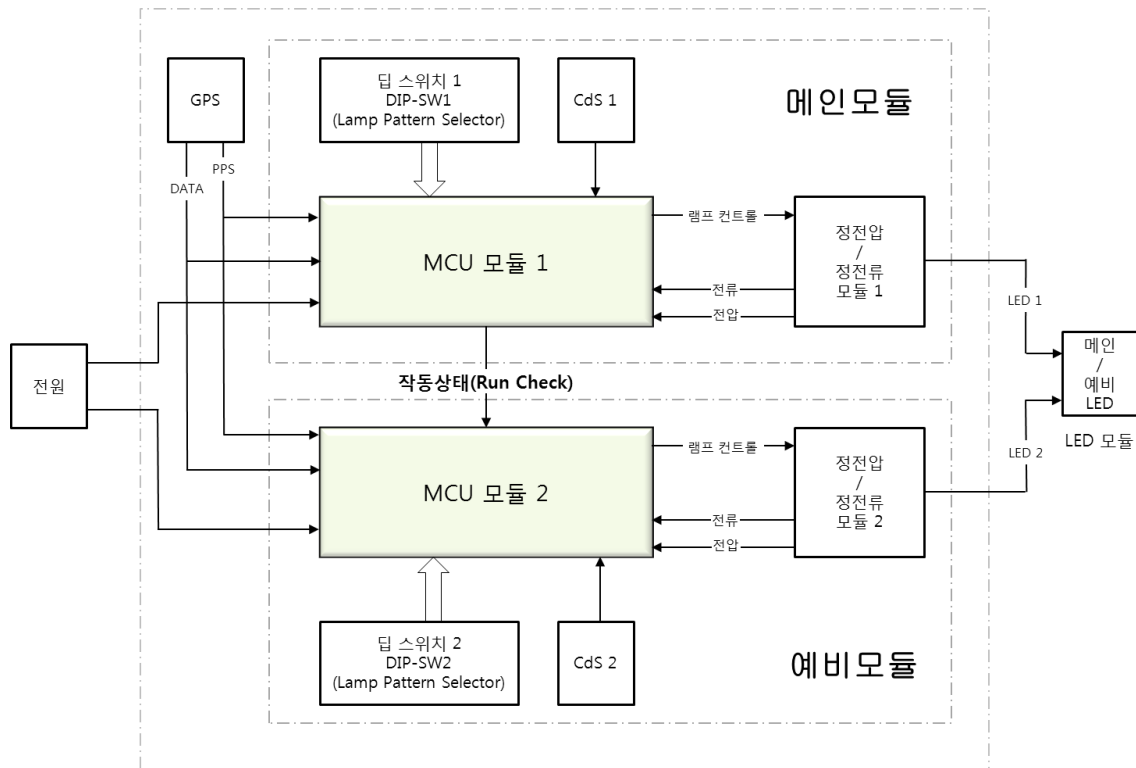 GPS
딥 스위치 1
DIP-SW1
(Lamp Pattern Selector)
CdS 1
메인모듈
PPS
DATA
MCU 모듈 1
램프 컨트롤
전류
전압
정전압
/
정전류
모듈 1
LED 1
전원
작동상태(Run Check)
메인
/
예비
LED
LED 모듈
MCU 모듈 2
램프 컨트롤
전류
전압
정전압
/
정전류
모듈 2
LED 2
딥 스위치 2
DIP-SW2
(Lamp Pattern Selector)
CdS 2
예비모듈